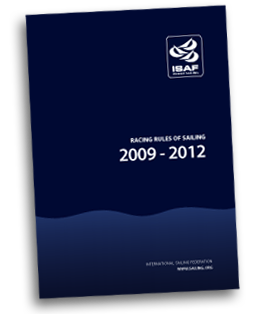 ISAF
RACING RULES OF SAILING
2009 - 2012
INTERNATIONAL SAILING FEDERATION
WWW.SAILING.ORG